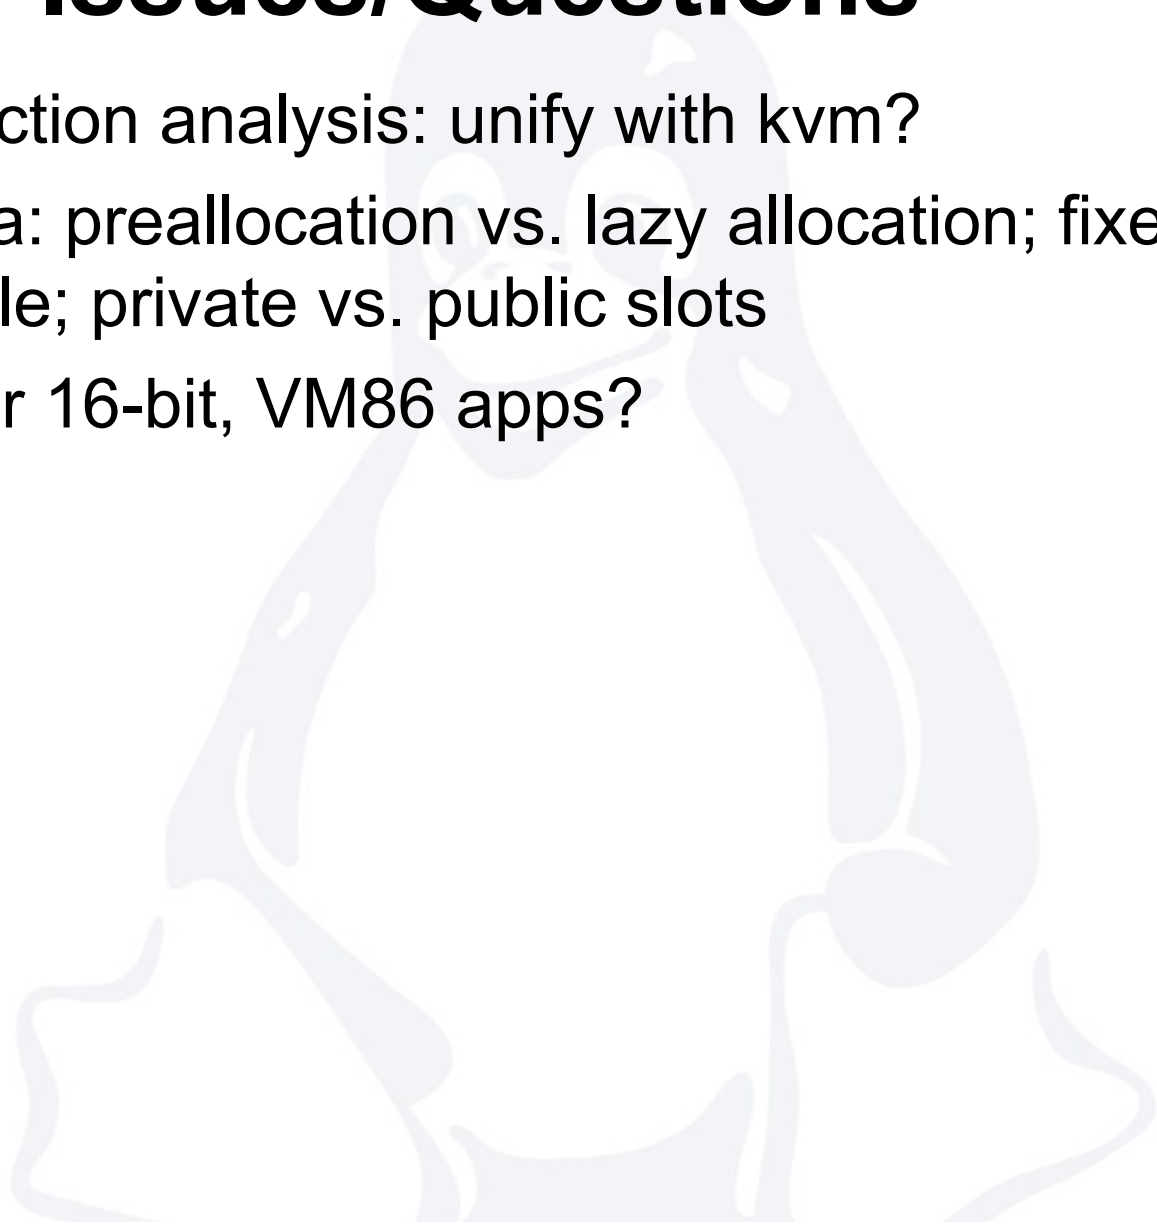 Issues/Questions
ction analysis: unify with kvm?
a: preallocation vs. lazy allocation; fixe
le; private vs. public slots
r 16-bit, VM86 apps?